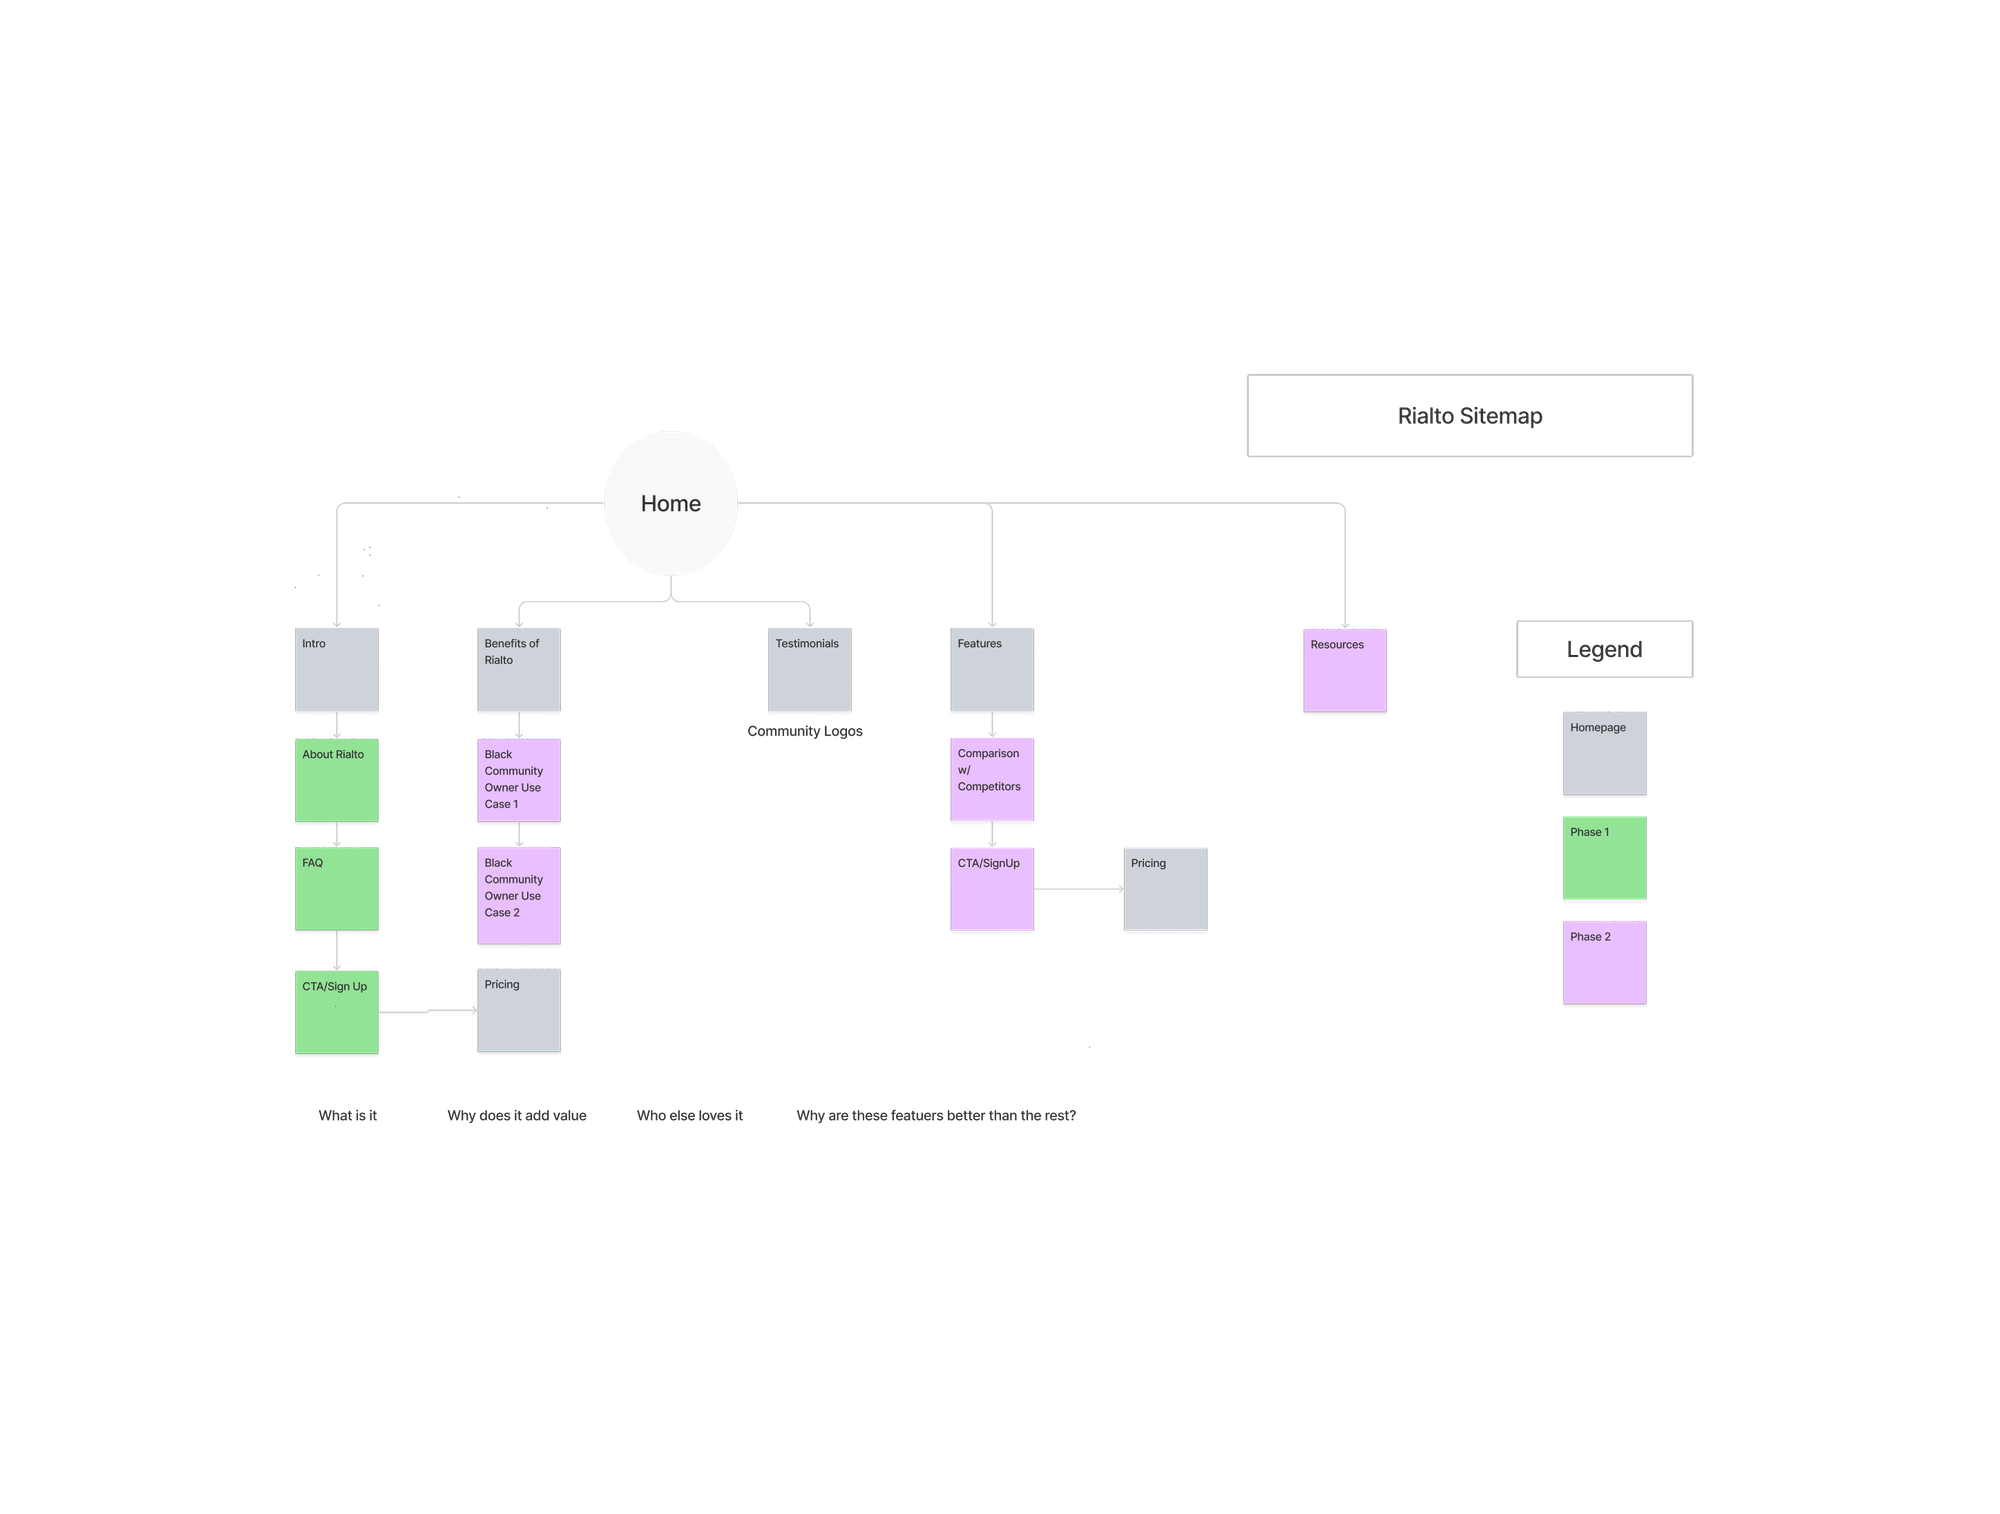 Rialto Sitemap
Home
Intro
Benefits of
Rialto
Testimonials
Features
Resources
Legend
Community Logos
Homepage
About Rialto
Black
Community
Owner Use
Case 1
Comparison
w/
Competitors
Phase 1
FAQ
Black
Community
Owner Use
Case 2
CTA/SignUp
Pricing
Phase 2
CTA/Sign Up
Pricing
What is it
Why does it add value
Who else loves it
Why are these featuers better than the rest?